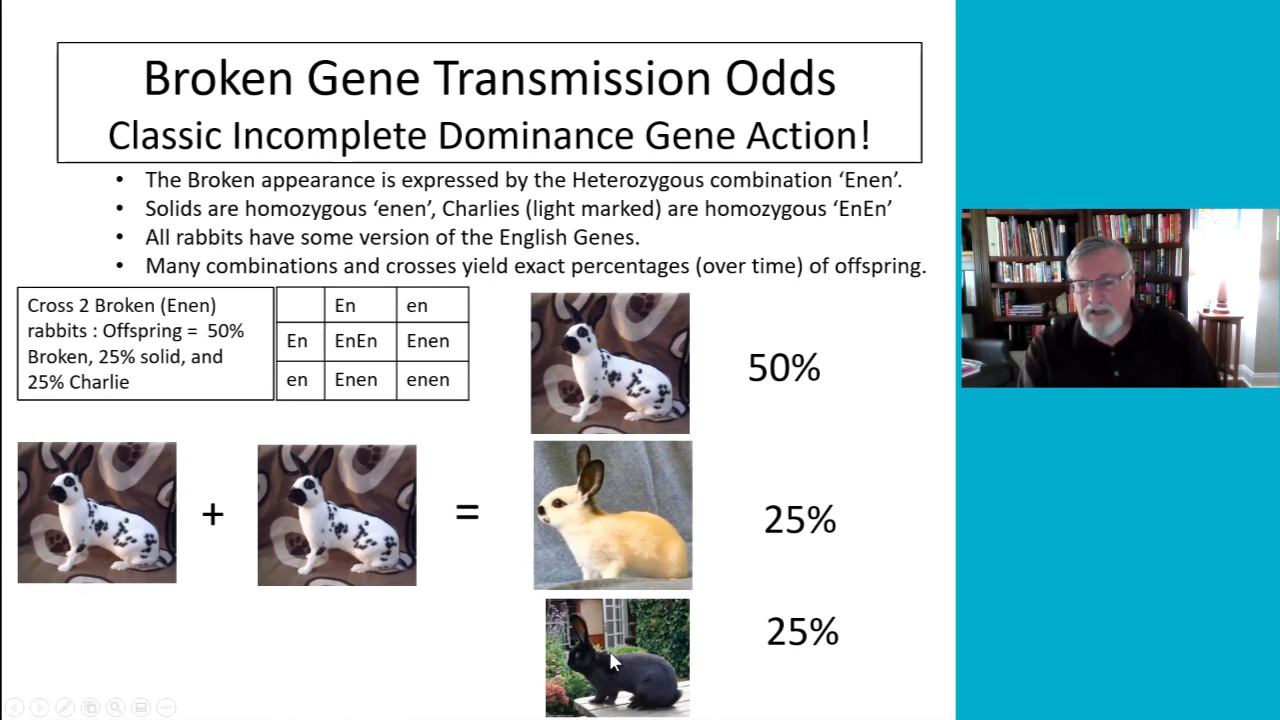 Broken Gene Transmission Odds
Classic Incomplete Dominance Gene Action!
• The Broken appearance is expressed by the Heterozygous combination ‘Enen’.
• Solids are homozygous ‘enen’, Charlies (light marked) are homozygous ‘EnEn’
• All rabbits have some version of the English Genes.
• Many combinations and crosses yield exact percentages (over time) of offspring.
Cross 2 Broken (Enen)
rabbits : Offspring = 50%
Broken, 25% solid, and
25% Charlie
En en
En EnEn Enen
en Enen enen
50%
+ =
25%
25%